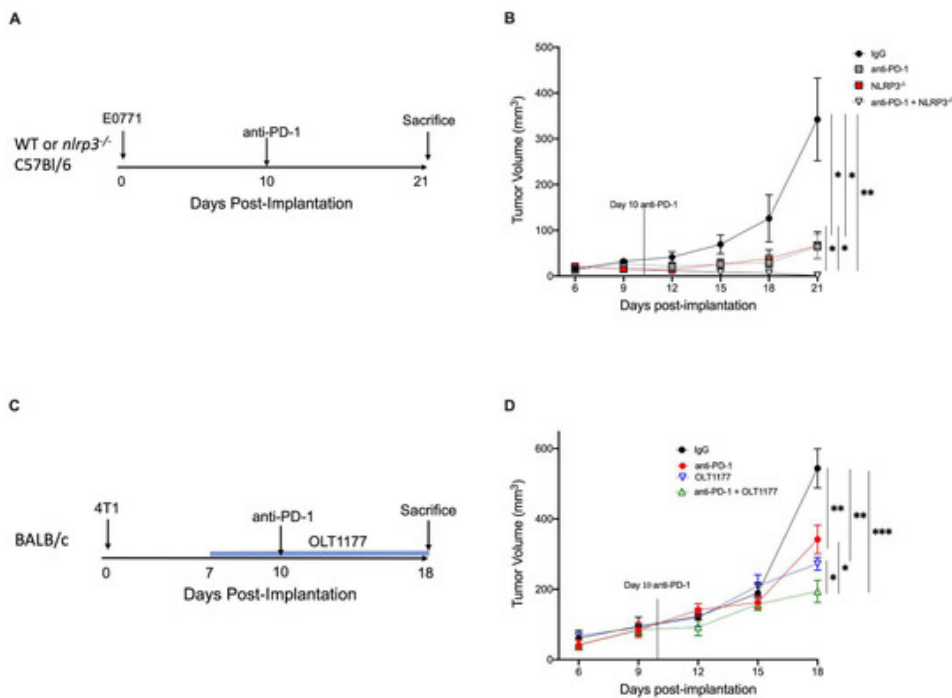 A
E0771
anti-PD-1
Sacrifice
WT or nlrp3-/-
C57Bl/6
0
10
21
Days Post-Implantation
B
IgG
anti-PD-1
NLRP3-/-
anti-PD-1 + NLRP3-/-
Tumor Volume (mm3)
500
400
300
200
100
0
Day 10 anti-PD-1
*
*
**
*
*
6
9
12
15
18
21
Days post-implantation
C
4T1
anti-PD-1
Sacrifice
OLT1177
BALB/c
0
7
10
18
Days Post-Implantation
D
IgG
anti-PD-1
OLT1177
anti-PD-1 + OLT1177
Tumor Volume (mm3)
600
400
200
0
Day 10 anti-PD-1
**
**
***
*
*
6
9
12
15
18
Days post-implantation